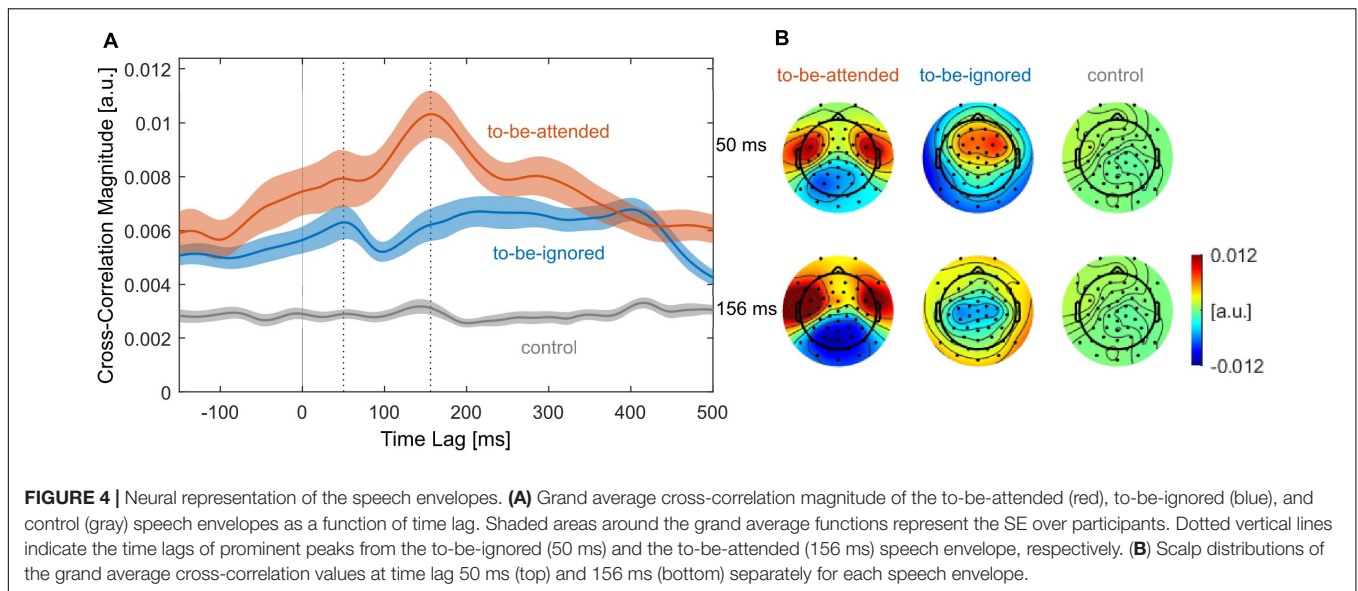 A
Cross-Correlation Magnitude [a.u.]
0.012
0.01
0.008
0.006
0.004
0.002
0
-100
0
100
200
300
400
500
Time Lag [ms]
to-be-attended
to-be-ignored
control
B
to-be-attended
to-be-ignored
control
50 ms
156 ms
0.012
[a.u.]
-0.012
FIGURE 4 | Neural representation of the speech envelopes. (A) Grand average cross-correlation magnitude of the to-be-attended (red), to-be-ignored (blue), and
control (gray) speech envelopes as a function of time lag. Shaded areas around the grand average functions represent the SE over participants. Dotted vertical lines
indicate the time lags of prominent peaks from the to-be-ignored (50 ms) and the to-be-attended (156 ms) speech envelope, respectively. (B) Scalp distributions of
the grand average cross-correlation values at time lag 50 ms (top) and 156 ms (bottom) separately for each speech envelope.